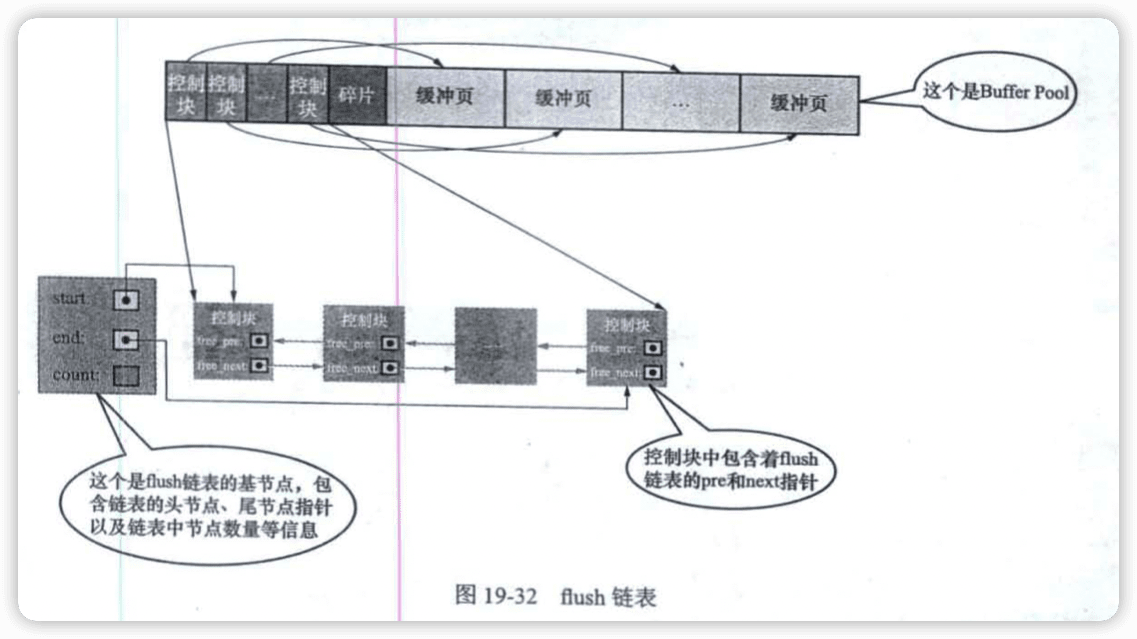 控制块
控制块
…
控制块
碎片
缓冲页
缓冲页
…
缓冲页
这个是Buffer Pool
start:
end:
count:
控制块
free_pre:
free_next:
控制块
free_pre:
free_next:
控制块
free_pre:
free_next:
这个是flush链表的基节点，包
含链表的头节点、尾节点指针
以及链表中节点数量等信息
控制块中包含着flush
链表的pre和next指针
图 19-32 flush 链表